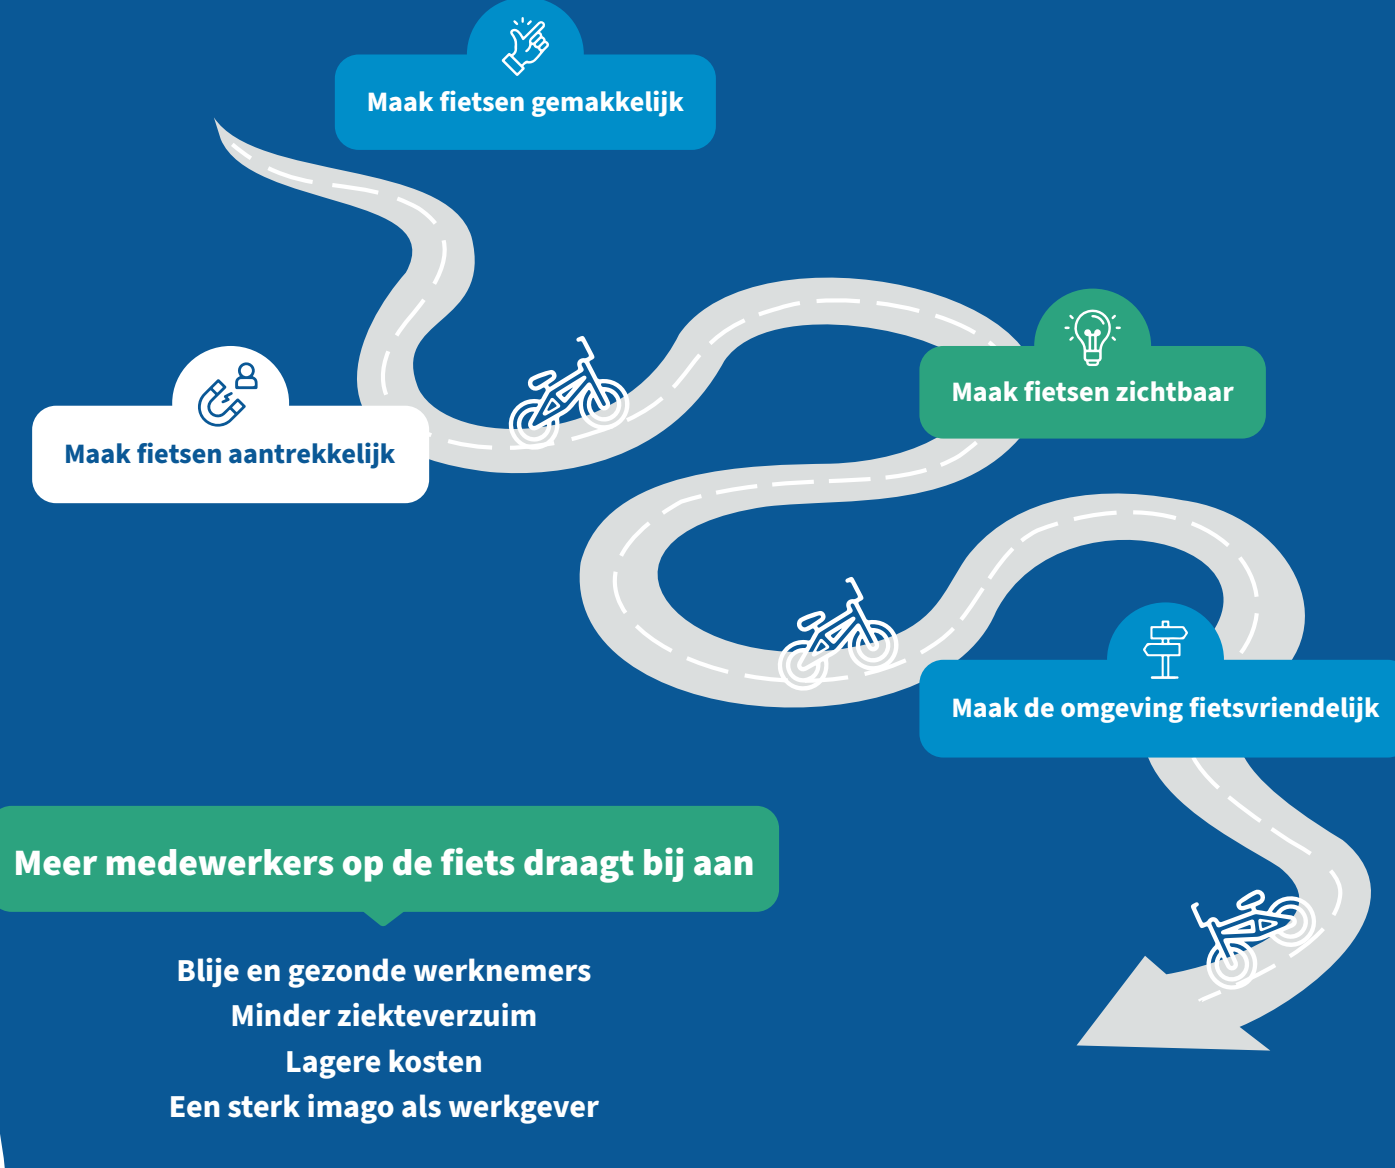 Maak fietsen gemakkelijk
Maak fietsen zichtbaar
Maak fietsen aantrekkelijk
Maak de omgeving fietsvriendelijk
Meer medewerkers op de fiets draagt bij aan
Blije en gezonde werknemers
Minder ziekteverzuim
Lagere kosten
Een sterk imago als werkgever